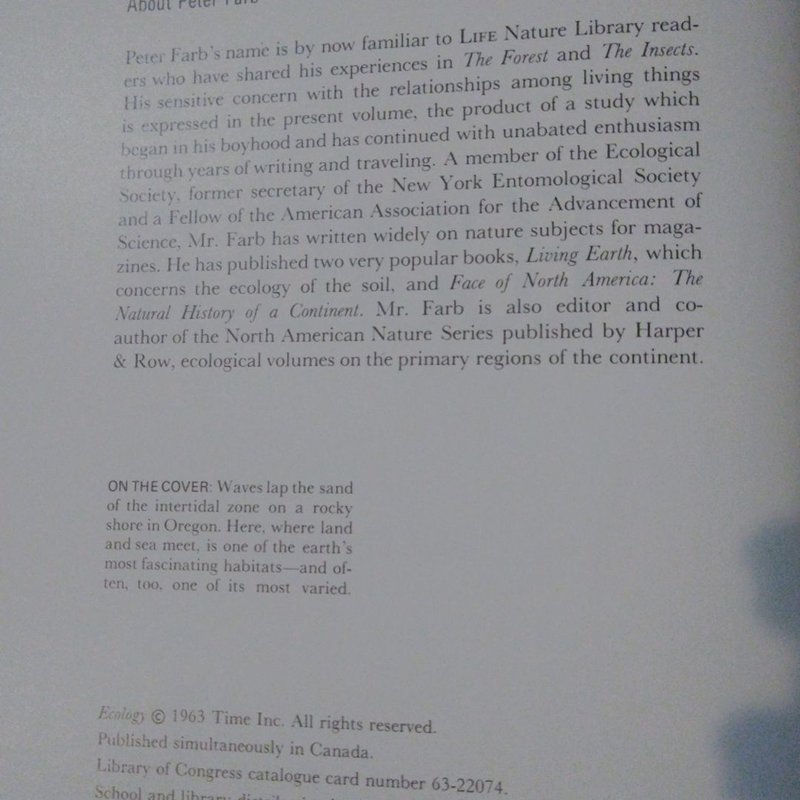 About Peter Farb
Peter Farb's name is by now familiar to LIFE Nature Library read-
ers who have shared his experiences in The Forest and The Insects.
His sensitive concern with the relationships among living things
is expressed in the present volume, the product of a study which
began in his boyhood and has continued with unabated enthusiasm
through years of writing and traveling. A member of the Ecological
Society, former secretary of the New York Entomological Society
and a Fellow of the American Association for the Advancement of
Science, Mr. Farb has written widely on nature subjects for maga-
zines. He has published two very popular books, Living Earth, which
concerns the ecology of the soil, and Face of North America: The
Natural History of a Continent. Mr. Farb is also editor and co-
author of the North American Nature Series published by Harper
& Row, ecological volumes on the primary regions of the continent.
ON THE COVER: Waves lap the sand
of the intertidal zone on a rocky
shore in Oregon. Here, where land
and sea meet, is one of the earth's
most fascinating habitats—and of-
ten, too, one of its most varied.
Ecology © 1963 Time Inc. All rights reserved.
Published simultaneously in Canada.
Library of Congress catalogue card number 63-22074.
School and library